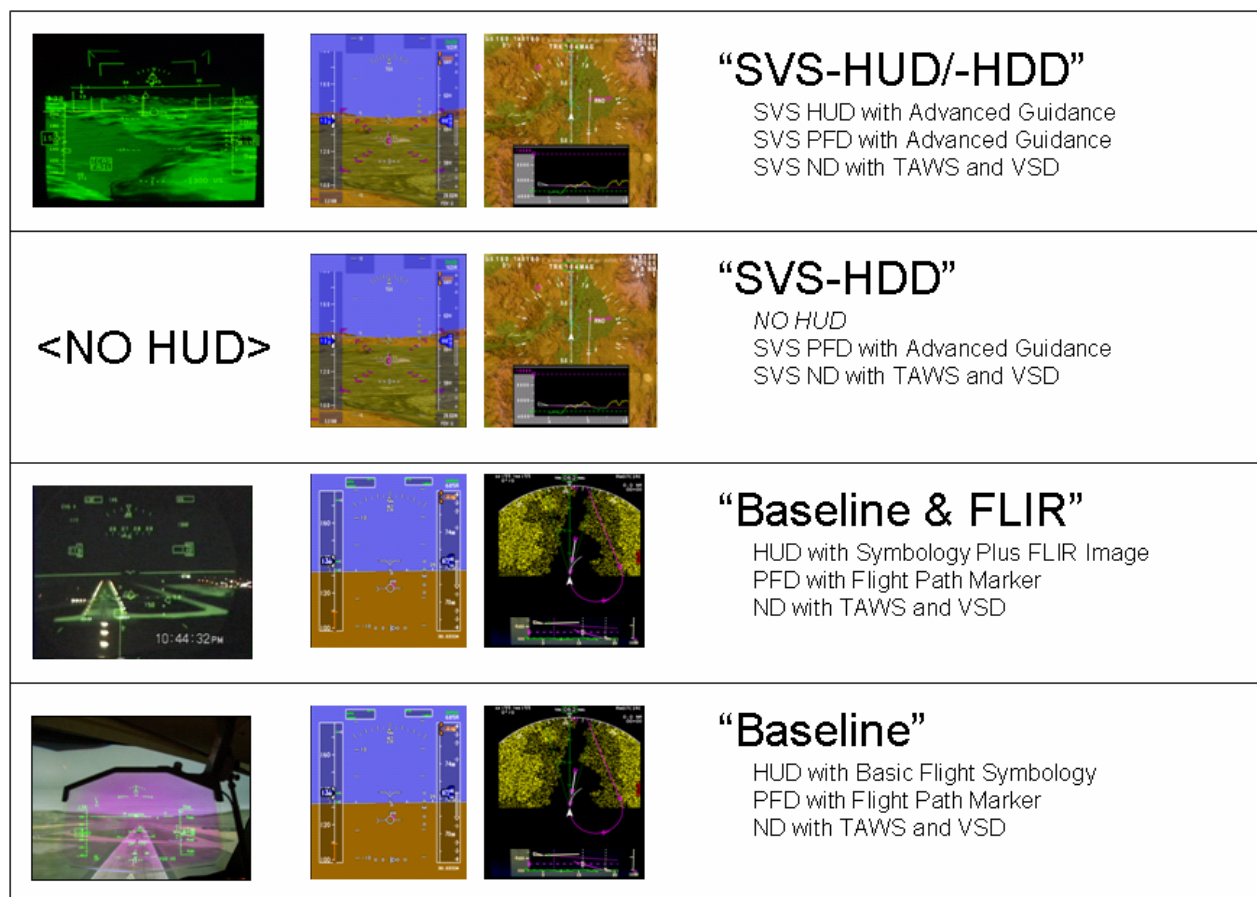 “SVS-HUD/-HDD”
SVS HUD with Advanced Guidance
SVS PFD with Advanced Guidance
SVS ND with TAWS and VSD
<NO HUD>
“SVS-HDD”
NO HUD
SVS PFD with Advanced Guidance
SVS ND with TAWS and VSD
“Baseline & FLIR”
HUD with Symbology Plus FLIR Image
PFD with Flight Path Marker
ND with TAWS and VSD
10:44:32PM
“Baseline”
HUD with Basic Flight Symbology
PFD with Flight Path Marker
ND with TAWS and VSD